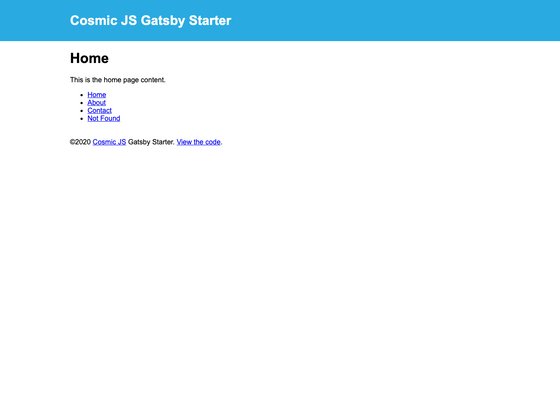 Cosmic JS Gatsby Starter
Home
This is the home page content.
Home
About
Contact
Not Found
©2020 Cosmic JS Gatsby Starter. View the code.